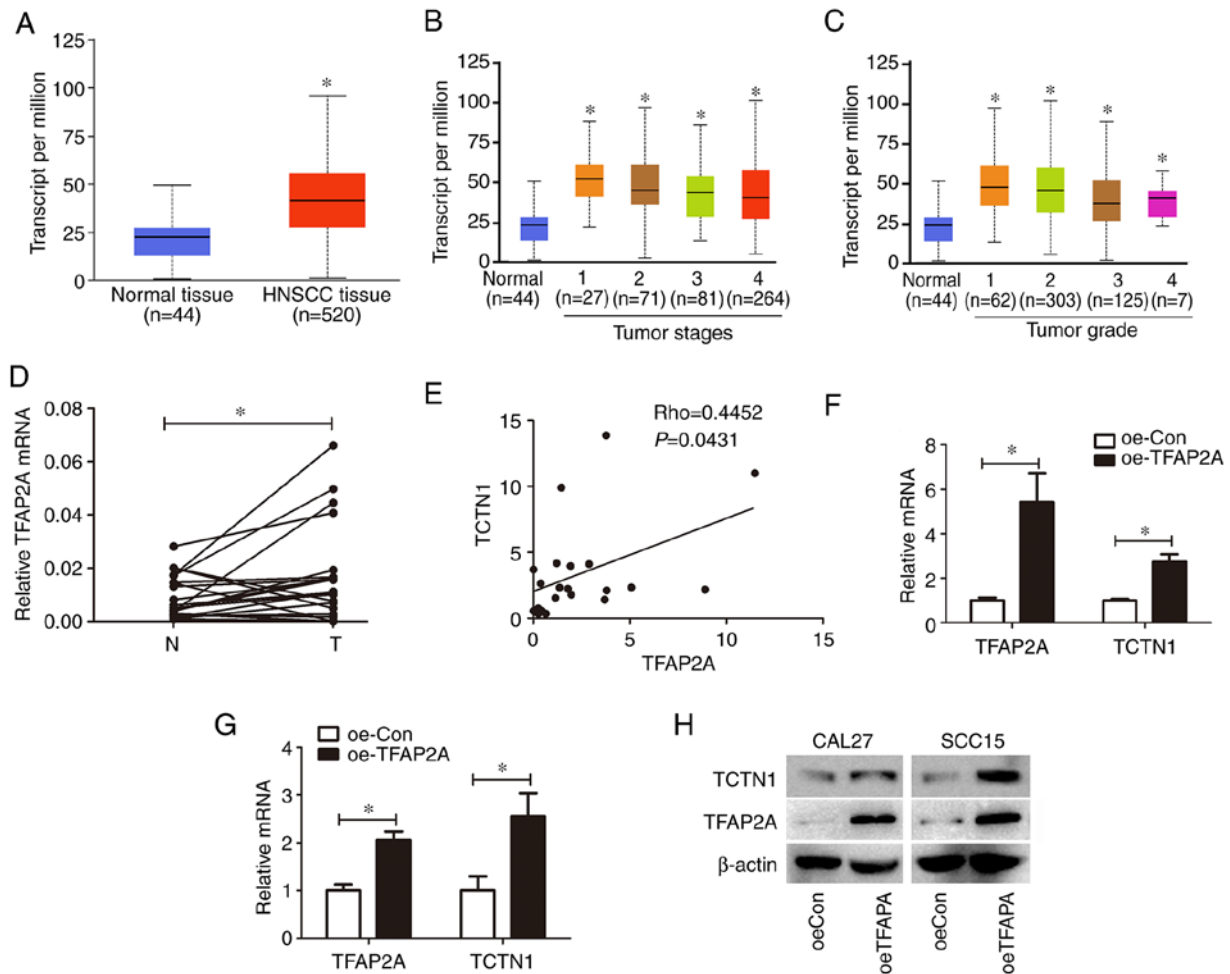 A
Transcript per million
125
100
75
50
25
0
*
Normal tissue
(n=44)
HNSCC tissue
(n=520)
B
Transcript per million
125
100
75
50
25
0
* * * *
Normal 1 2 3 4
(n=44) (n=27) (n=71) (n=81) (n=264)
Tumor stages
C
Transcript per million
125
100
75
50
25
0
* * * *
Normal 1 2 3 4
(n=44) (n=62) (n=303) (n=125) (n=7)
Tumor grade
D
Relative TFAP2A mRNA
0.08
0.06
0.04
0.02
0.00
*
N T
E
TCTN1
15
10
5
0
Rho=0.4452
P=0.0431
0 5 10 15
TFAP2A
F
Relative mRNA
8
6
4
2
0
oe-Con
oe-TFAP2A
* *
TFAP2A TCTN1
G
Relative mRNA
4
3
2
1
0
oe-Con
oe-TFAP2A
* *
TFAP2A TCTN1
H
CAL27 SCC15
TCTN1
TFAP2A
β-actin
oeCon oeTFAPA oeCon oeTFAPA